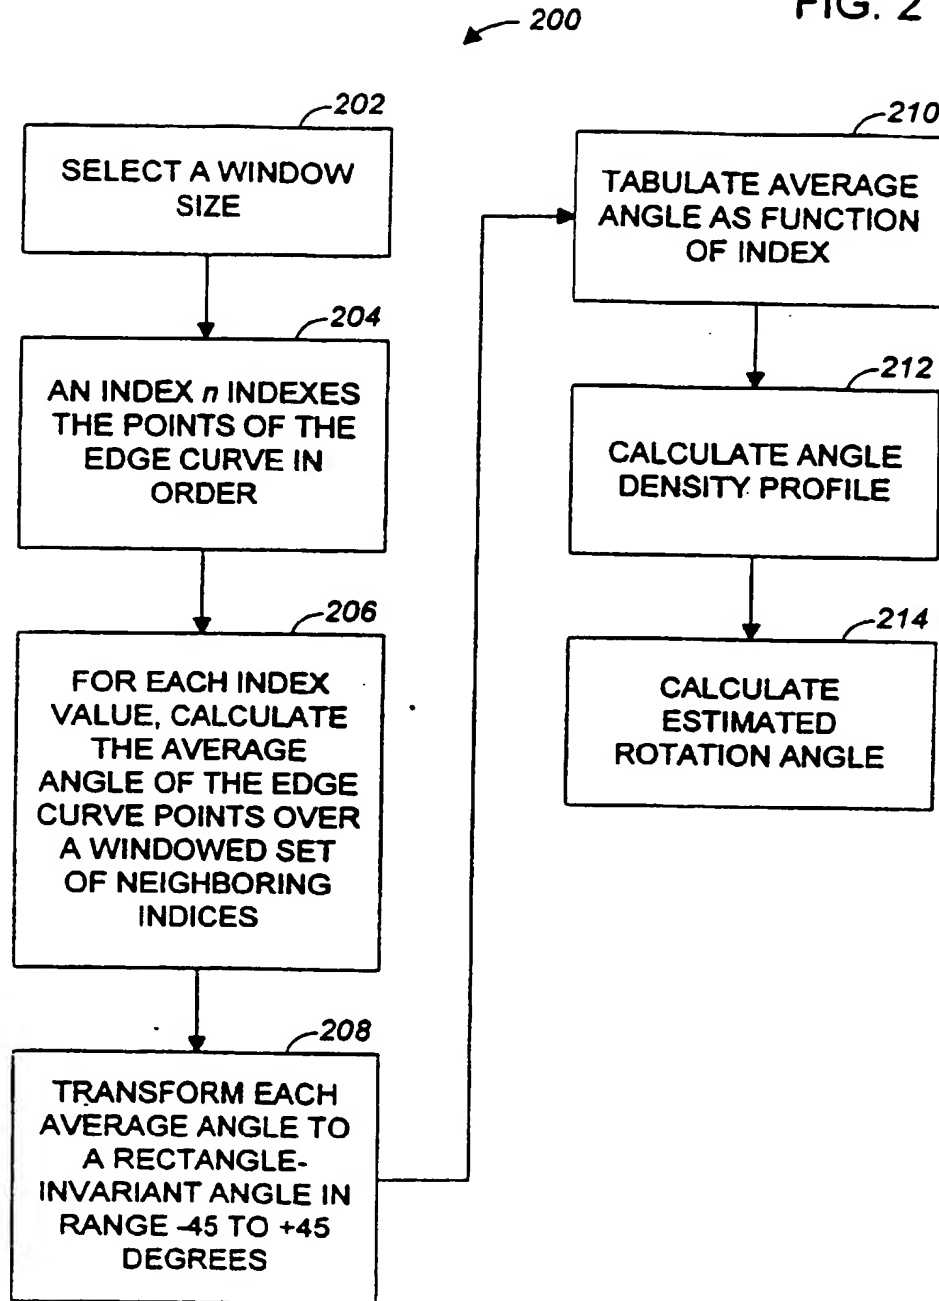 FIG. 2
200
202
SELECT A WINDOW
SIZE
204
AN INDEX n INDEXES
THE POINTS OF THE
EDGE CURVE IN
ORDER
206
FOR EACH INDEX
VALUE, CALCULATE
THE AVERAGE
ANGLE OF THE EDGE
CURVE POINTS OVER
A WINDOWED SET
OF NEIGHBORING
INDICES
208
TRANSFORM EACH
AVERAGE ANGLE TO
A RECTANGLE-
INVARIANT ANGLE IN
RANGE -45 TO +45
DEGREES
210
TABULATE AVERAGE
ANGLE AS FUNCTION
OF INDEX
212
CALCULATE ANGLE
DENSITY PROFILE
214
CALCULATE
ESTIMATED
ROTATION ANGLE